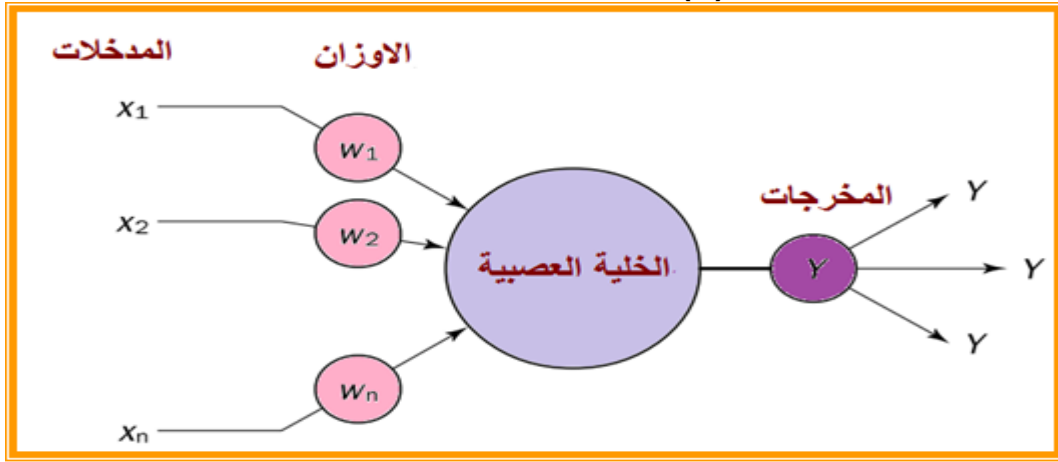 المدخلات
الاوزان
x1
w1
x2
w2
الخلية العصبية
المخرجات
Y
Y
Y
Y
wn
xn